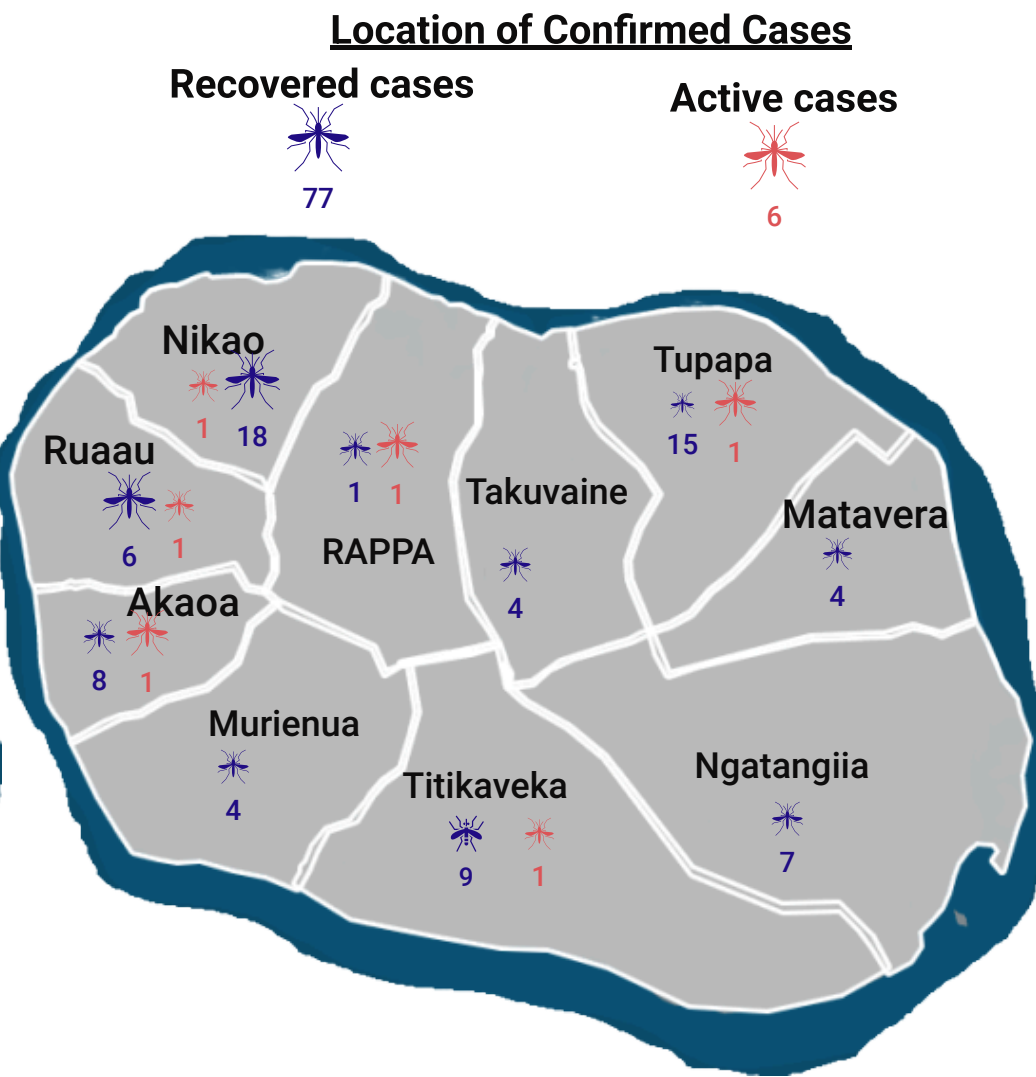 Location of Confirmed Cases
Recovered cases
77
Active cases
6
Nikao
1 18
Tupapa
15 1
Ruaau
6 1
RAPPA
1 1
Takuvaine
4
Matavera
4
Akaoa
8 1
Murienua
4
Titikaveka
9 1
Ngatangiia
7